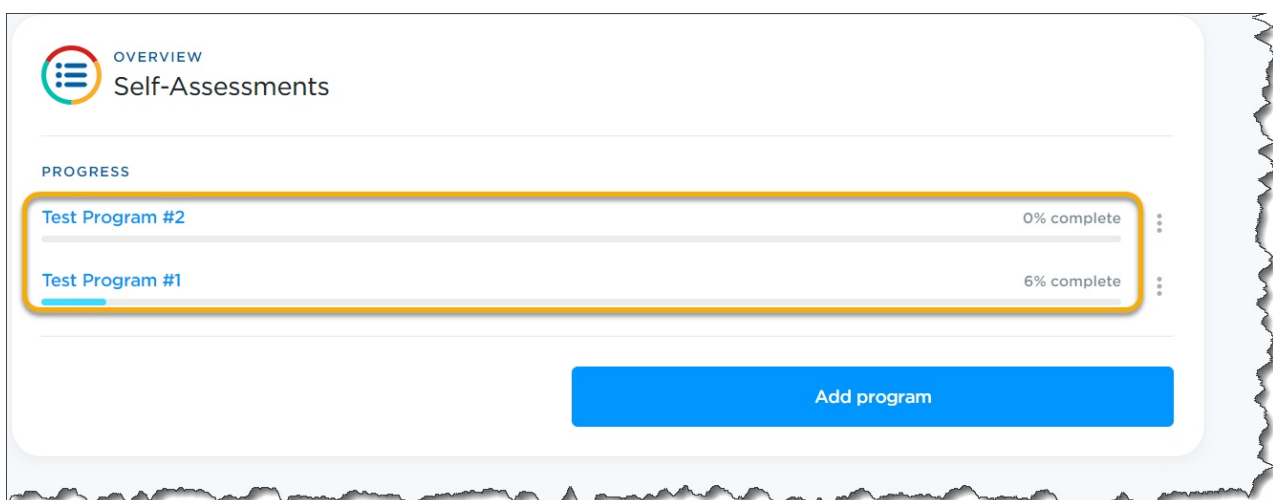 OVERVIEW
Self-Assessments
PROGRESS
Test Program #2 0% complete
Test Program #1 6% complete
Add program